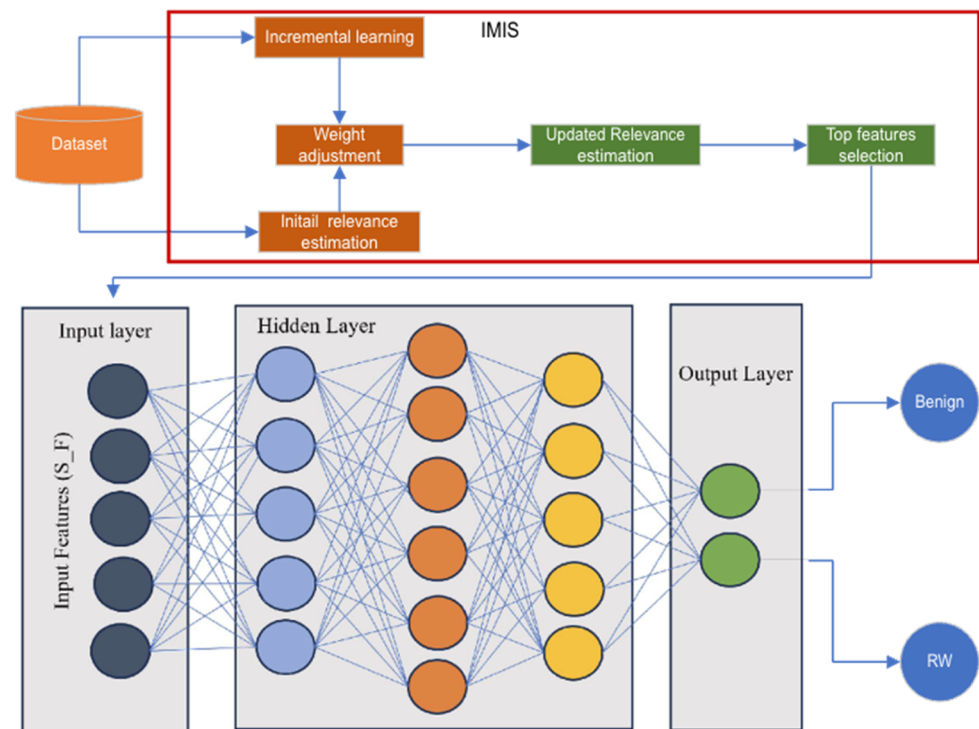 IMIS
Incremental learning
Dataset
Weight
adjustment
Updated Relevance
estimation
Top features
selection
Initail relevance
estimation
Input layer
Hidden Layer
Output Layer
Input Features (S_F)
Benign
RW